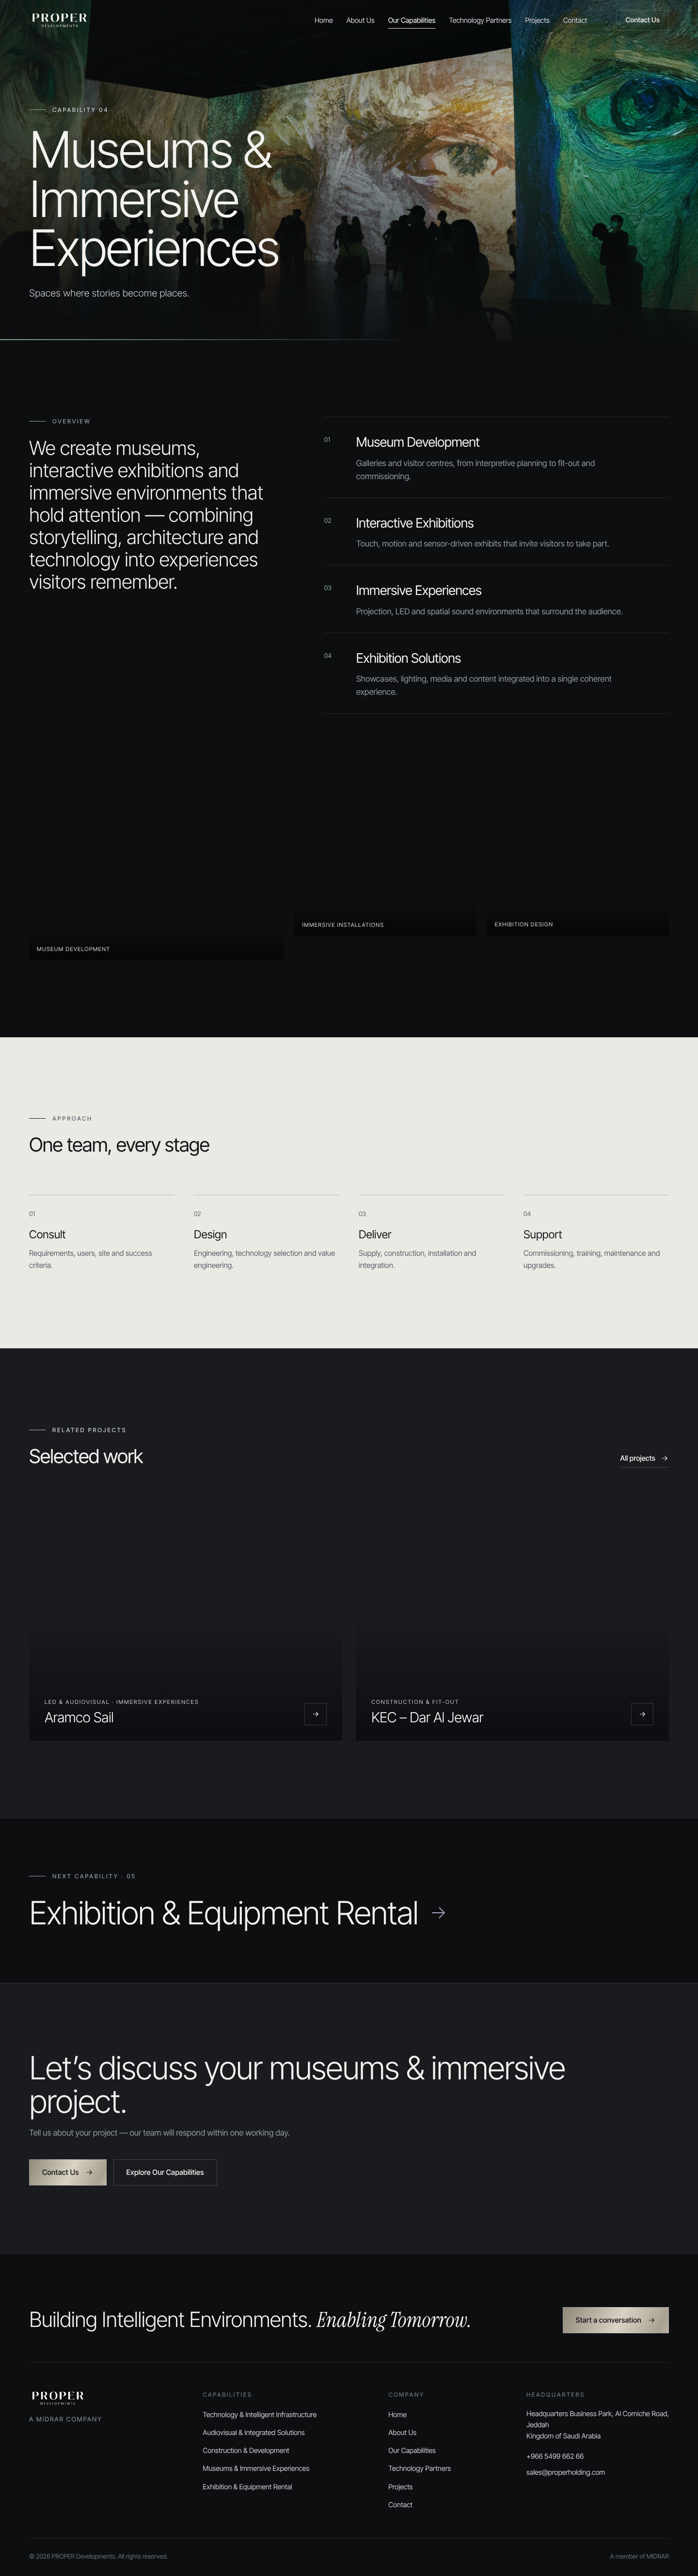 PROPER
DEVELOPMENTS
Home
About Us
Our Capabilities
Technology Partners
Projects
Contact
Contact Us
CAPABILITY 04
Museums &
Immersive
Experiences
Spaces where stories become places.
OVERVIEW
We create museums,
interactive exhibitions and
immersive environments that
hold attention — combining
storytelling, architecture and
technology into experiences
visitors remember.
01
Museum Development
Galleries and visitor centres, from interpretive planning to fit-out and
commissioning.
02
Interactive Exhibitions
Touch, motion and sensor-driven exhibits that invite visitors to take part.
03
Immersive Experiences
Projection, LED and spatial sound environments that surround the audience.
04
Exhibition Solutions
Showcases, lighting, media and content integrated into a single coherent
experience.
MUSEUM DEVELOPMENT
IMMERSIVE INSTALLATIONS
EXHIBITION DESIGN
APPROACH
One team, every stage
01
Consult
Requirements, users, site and success
criteria.
02
Design
Engineering, technology selection and value
engineering.
03
Deliver
Supply, construction, installation and
integration.
04
Support
Commissioning, training, maintenance and
upgrades.
RELATED PROJECTS
Selected work
All projects →
LED & AUDIOVISUAL · IMMERSIVE EXPERIENCES
Aramco Sail
→
CONSTRUCTION & FIT-OUT
KEC – Dar Al Jewar
→
NEXT CAPABILITY · 05
Exhibition & Equipment Rental →
Let’s discuss your museums & immersive
project.
Tell us about your project — our team will respond within one working day.
Contact Us →
Explore Our Capabilities
Building Intelligent Environments. Enabling Tomorrow.
Start a conversation →
PROPER
DEVELOPMENTS
A MIDRAR COMPANY
CAPABILITIES
Technology & Intelligent Infrastructure
Audiovisual & Integrated Solutions
Construction & Development
Museums & Immersive Experiences
Exhibition & Equipment Rental
COMPANY
Home
About Us
Our Capabilities
Technology Partners
Projects
Contact
HEADQUARTERS
Headquarters Business Park, Al Corniche Road,
Jeddah
Kingdom of Saudi Arabia
+966 5499 662 66
sales@properholding.com
© 2026 PROPER Developments. All rights reserved.
A member of MIDRAR